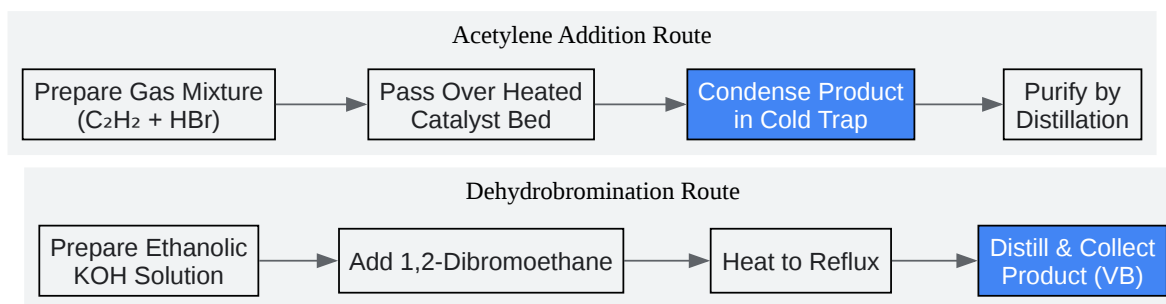 Acetylene Addition Route
Prepare Gas Mixture
(C₂H₂ + HBr)
Pass Over Heated
Catalyst Bed
Condense Product
in Cold Trap
Purify by
Distillation
Dehydrobromination Route
Prepare Ethanolic
KOH Solution
Add 1,2-Dibromoethane
Heat to Reflux
Distill & Collect
Product (VB)